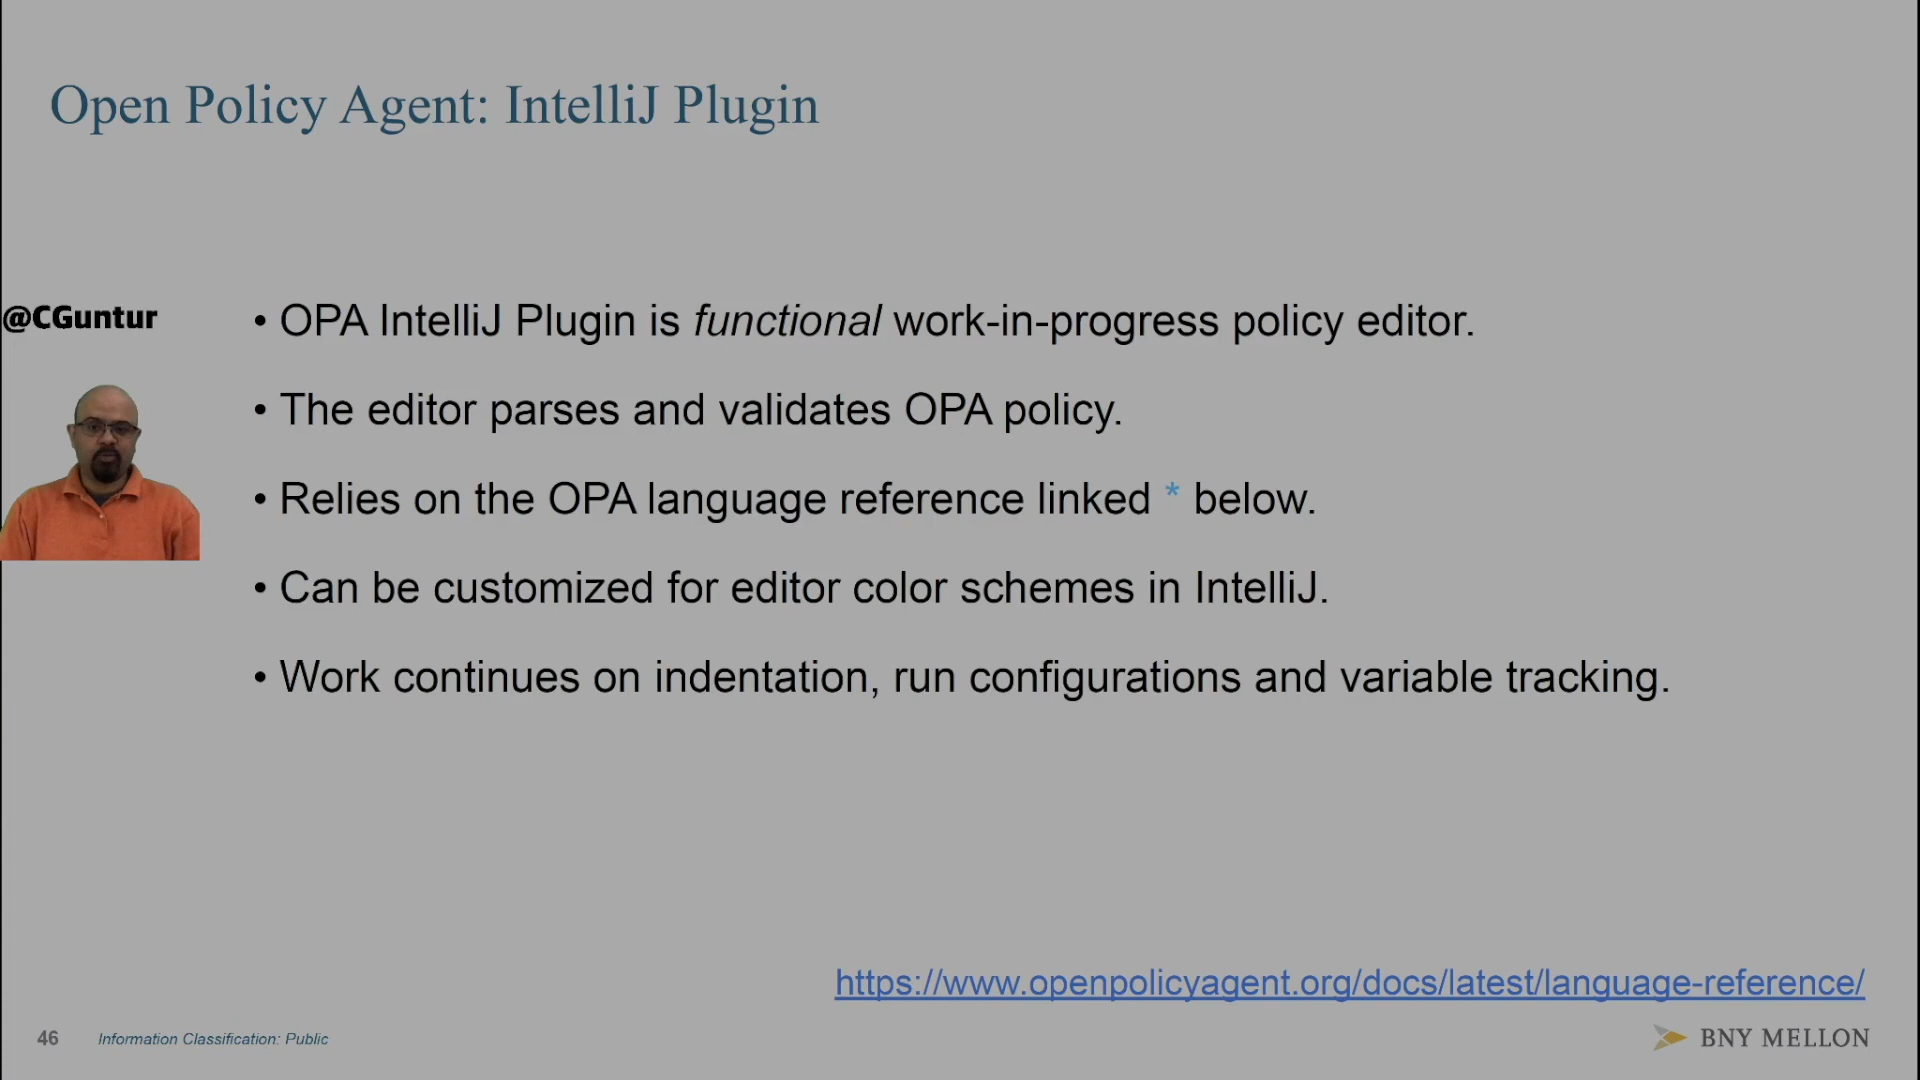 Open Policy Agent: IntelliJ Plugin
@CGuntur
• OPA IntelliJ Plugin is functional work-in-progress policy editor.
• The editor parses and validates OPA policy.
• Relies on the OPA language reference linked * below.
• Can be customized for editor color schemes in IntelliJ.
• Work continues on indentation, run configurations and variable tracking.
https://www.openpolicyagent.org/docs/latest/language-reference/
46 Information Classification: Public
BNY MELLON